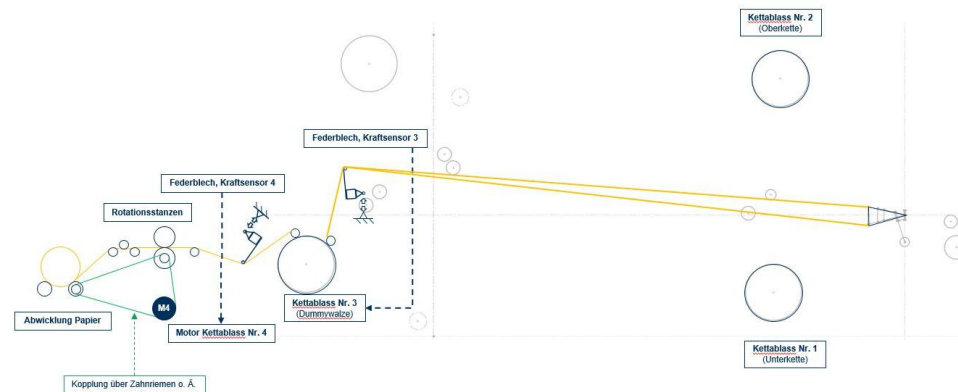 Kettablass Nr. 2
(Oberkette)
Federblech, Kraftsensor 3
Federblech, Kraftsensor 4
Rotationsstanzen
Kettablass Nr. 3
(Dummywalze)
M4
Abwicklung Papier
Motor Kettablass Nr. 4
Kettablass Nr. 1
(Unterkette)
Kopplung über Zahnriemen o. Ä.